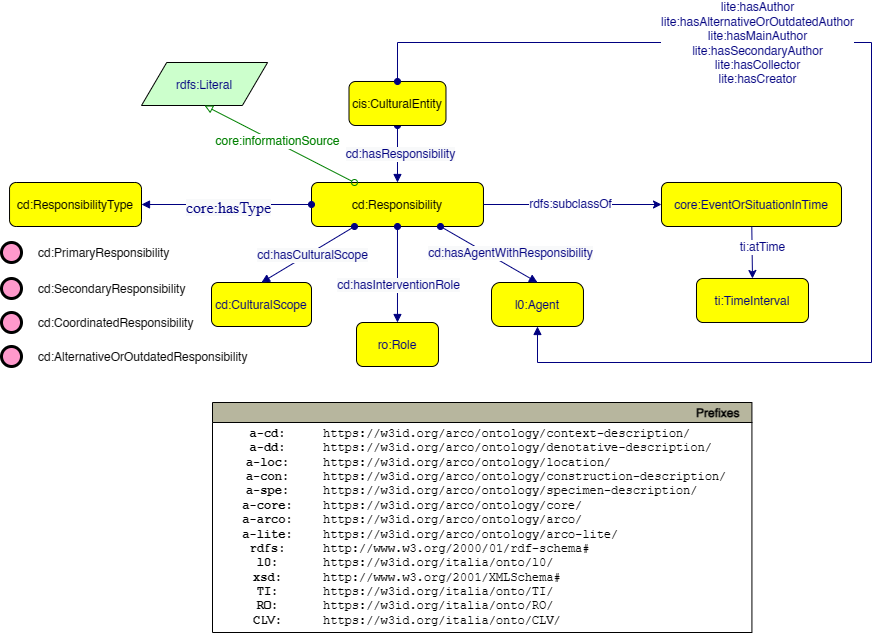 lite:hasAuthor
lite:hasAlternativeOrOutdatedAuthor
lite:hasMainAuthor
lite:hasSecondaryAuthor
lite:hasCollector
lite:hasCreator
rdfs:Literal
cis:CulturalEntity
core:informationSource
cd:hasResponsibility
cd:ResponsibilityType
core:hasType
cd:Responsibility
rdfs:subclassOf
core:EventOrSituationInTime
cd:PrimaryResponsibility
cd:hasCulturalScope
cd:hasAgentWithResponsibility
ti:atTime
cd:SecondaryResponsibility
cd:hasInterventionRole
cd:CulturalScope
l0:Agent
ti:TimeInterval
cd:CoordinatedResponsibility
ro:Role
cd:AlternativeOrOutdatedResponsibility
Prefixes
a-cd: https://w3id.org/arco/ontology/context-description/
a-dd: https://w3id.org/arco/ontology/denotative-description/
a-loc: https://w3id.org/arco/ontology/location/
a-con: https://w3id.org/arco/ontology/construction-description/
a-spe: https://w3id.org/arco/ontology/specimen-description/
a-core: https://w3id.org/arco/ontology/core/
a-arco: https://w3id.org/arco/ontology/arco/
a-lite: https://w3id.org/arco/ontology/arco-lite/
rdfs: http://www.w3.org/2000/01/rdf-schema#
l0: https://w3id.org/italia/onto/l0/
xsd: http://www.w3.org/2001/XMLSchema#
TI: https://w3id.org/italia/onto/TI/
RO: https://w3id.org/italia/onto/RO/
CLV: https://w3id.org/italia/onto/CLV/